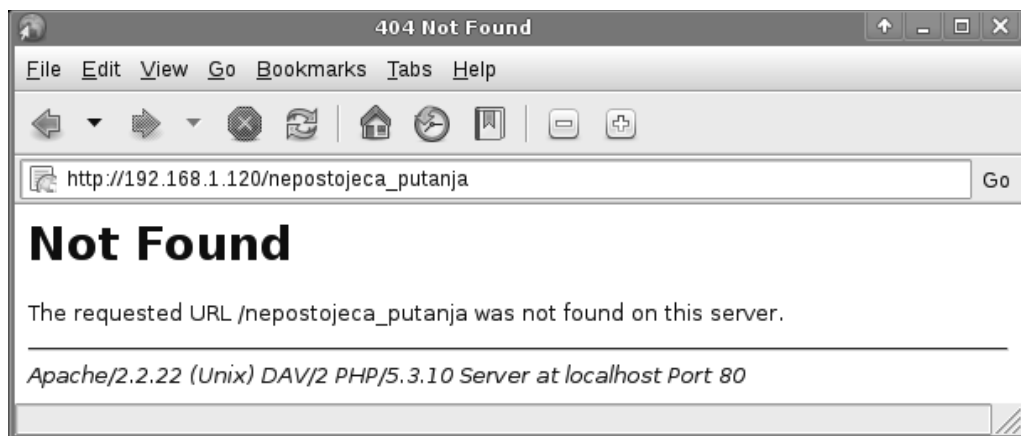 404 Not Found
File Edit View Go Bookmarks Tabs Help
http://192.168.1.120/nepostojeca_putanja Go
Not Found
The requested URL /nepostojeca_putanja was not found on this server.
Apache/2.2.22 (Unix) DAV/2 PHP/5.3.10 Server at localhost Port 80